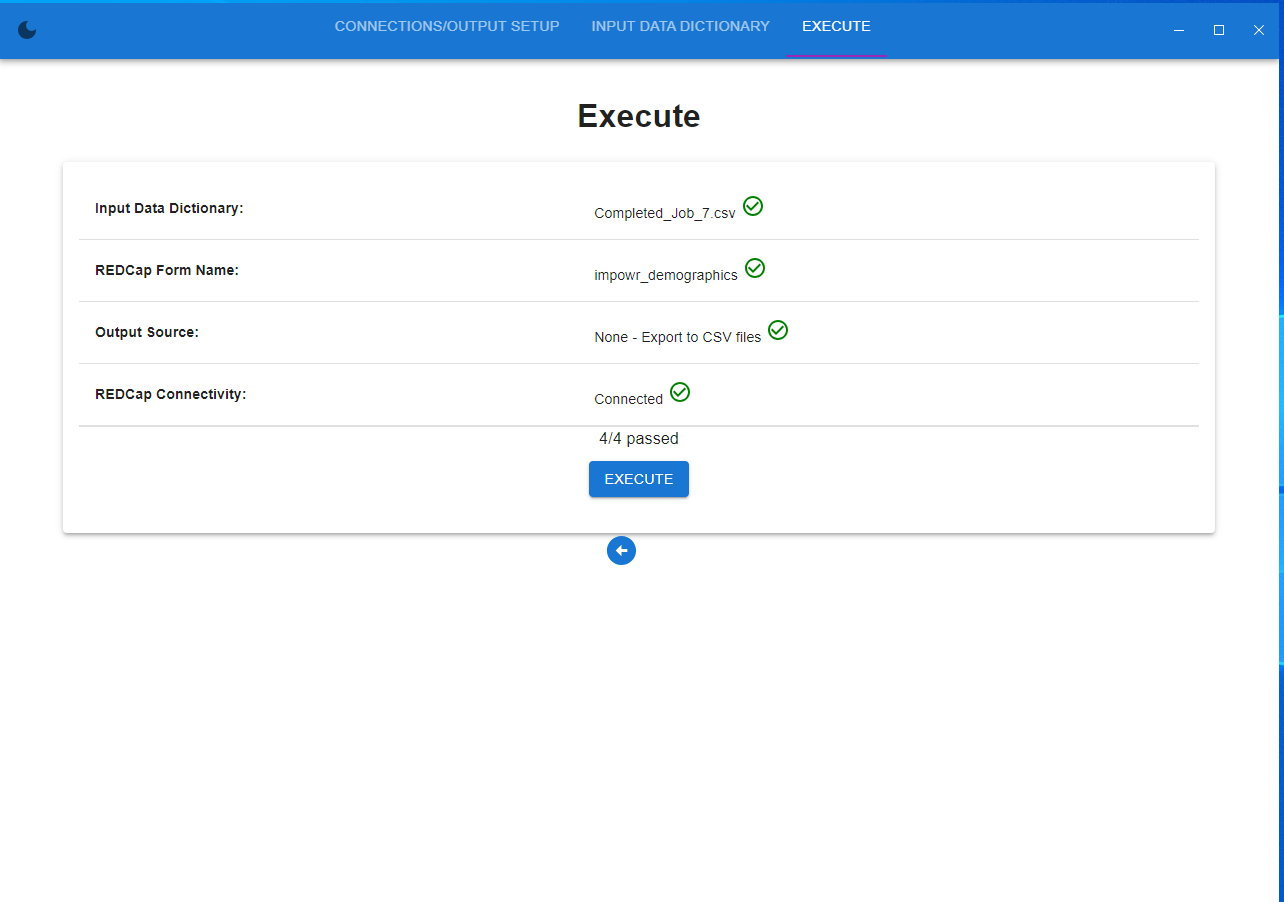 CONNECTIONS/OUTPUT SETUP INPUT DATA DICTIONARY EXECUTE
Execute
Input Data Dictionary: Completed_Job_7.csv
REDCap Form Name: impowr_demographics
Output Source: None - Export to CSV files
REDCap Connectivity: Connected
4/4 passed
EXECUTE